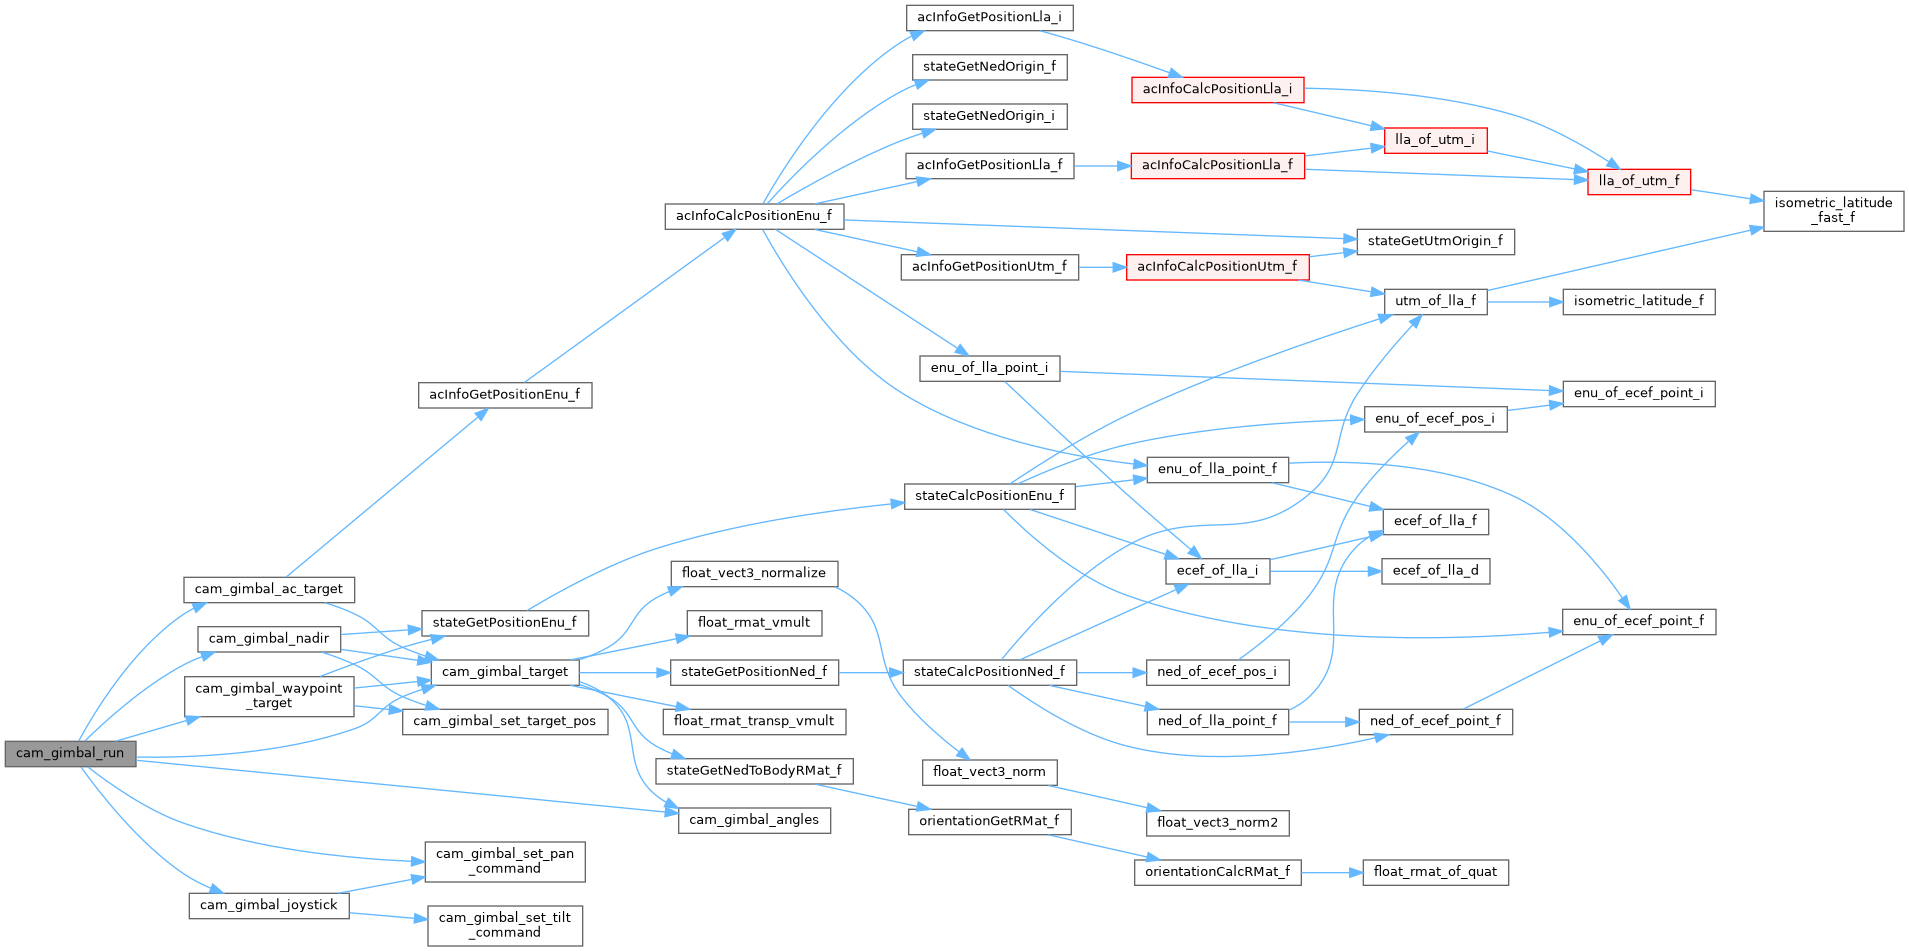 acInfoGetPositionLla_i
stateGetNedOrigin_f
acInfoCalcPositionLla_i
stateGetNedOrigin_i
lla_of_utm_i
acInfoGetPositionLla_f
acInfoCalcPositionLla_f
lla_of_utm_f
isometric_latitude
_fast_f
acInfoCalcPositionEnu_f
stateGetUtmOrigin_f
acInfoGetPositionUtm_f
acInfoCalcPositionUtm_f
utm_of_lla_f
isometric_latitude_f
enu_of_lla_point_i
acInfoGetPositionEnu_f
enu_of_ecef_point_i
enu_of_ecef_pos_i
enu_of_lla_point_f
stateCalcPositionEnu_f
ecef_of_lla_f
ecef_of_lla_i
ecef_of_lla_d
float_vect3_normalize
cam_gimbal_ac_target
stateGetPositionEnu_f
float_rmat_vmult
enu_of_ecef_point_f
cam_gimbal_nadir
cam_gimbal_target
stateGetPositionNed_f
stateCalcPositionNed_f
ned_of_ecef_pos_i
cam_gimbal_waypoint
_target
cam_gimbal_set_target_pos
float_rmat_transp_vmult
ned_of_lla_point_f
ned_of_ecef_point_f
cam_gimbal_run
stateGetNedToBodyRMat_f
float_vect3_norm
cam_gimbal_angles
orientationGetRMat_f
float_vect3_norm2
cam_gimbal_set_pan
_command
orientationCalcRMat_f
float_rmat_of_quat
cam_gimbal_joystick
cam_gimbal_set_tilt
_command